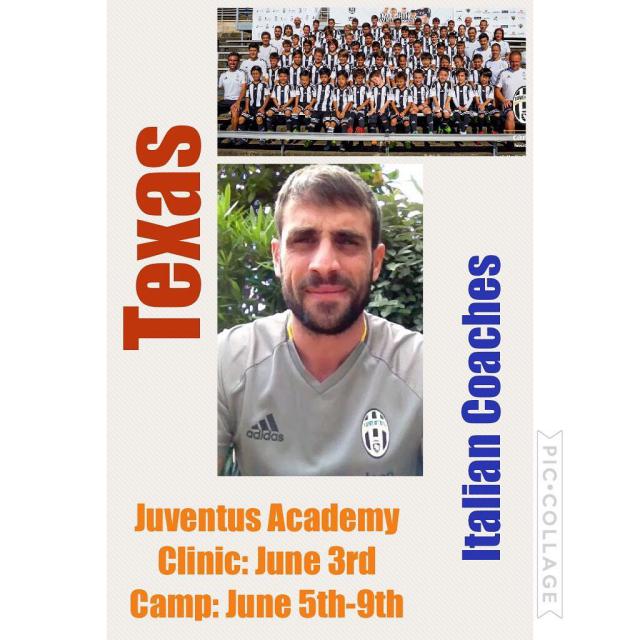 Texas
adidas
Italian Coaches
Juventus Academy
Clinic: June 3rd
Camp: June 5th-9th
PIC•COLLAGE